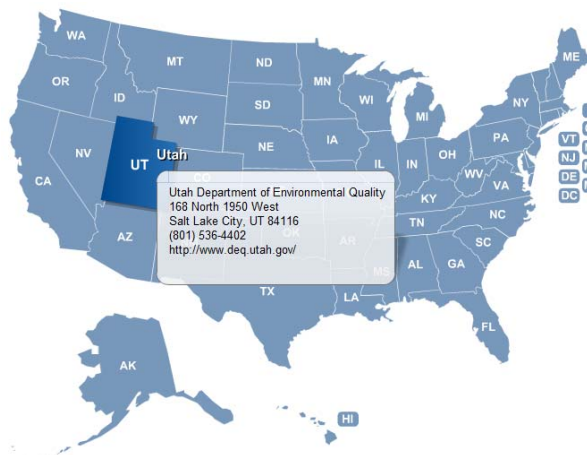 WA
MT
ND
MN
ME
OR
ID
SD
WI
MI
NY
WY
IA
PA
VT
NJ
DE
DC
NV
UT
Utah
NE
IL
IN
OH
WV
VA
CA
CO
KY
Utah Department of Environmental Quality
168 North 1950 West
Salt Lake City, UT 84116
(801) 536-4402
http://www.deq.utah.gov/
TN
NC
AZ
OK
AR
SC
MS
AL
GA
TX
LA
FL
AK
HI